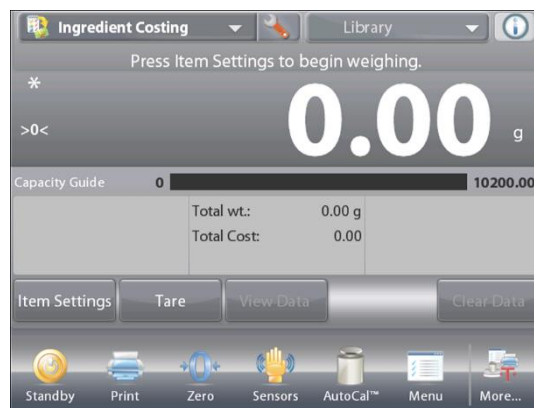 Ingredient Costing Library
Press Item Settings to begin weighing.
*
>0< 0.00 g
Capacity Guide 0 10200.00
Total wt.: 0.00 g
Total Cost: 0.00
Item Settings Tare View Data Clear Data
Standby Print Zero Sensors AutoCal™ Menu More...